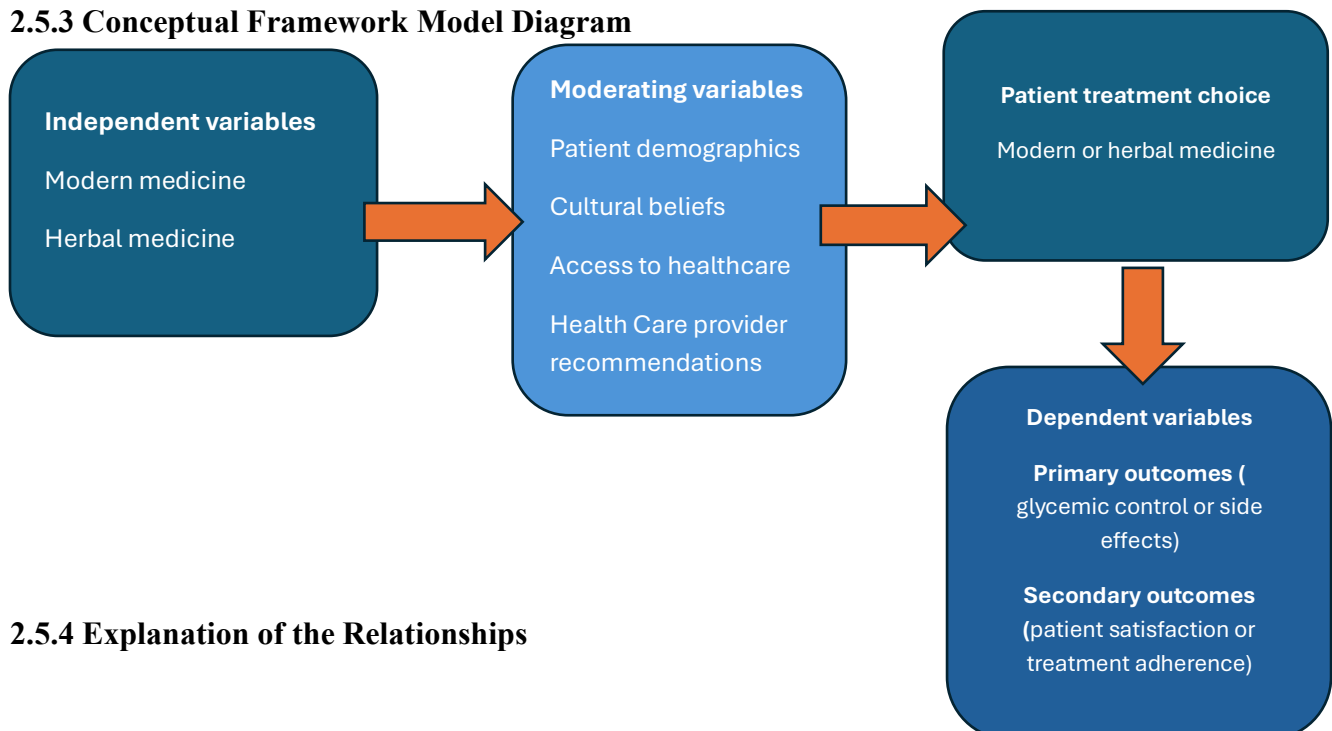 2.5.3 Conceptual Framework Model Diagram
Independent variables
Modern medicine
Herbal medicine
Moderating variables
Patient demographics
Cultural beliefs
Access to healthcare
Health Care provider
recommendations
Patient treatment choice
Modern or herbal medicine
Dependent variables
Primary outcomes (
glycemic control or side
effects)
Secondary outcomes
(patient satisfaction or
treatment adherence)
2.5.4 Explanation of the Relationships